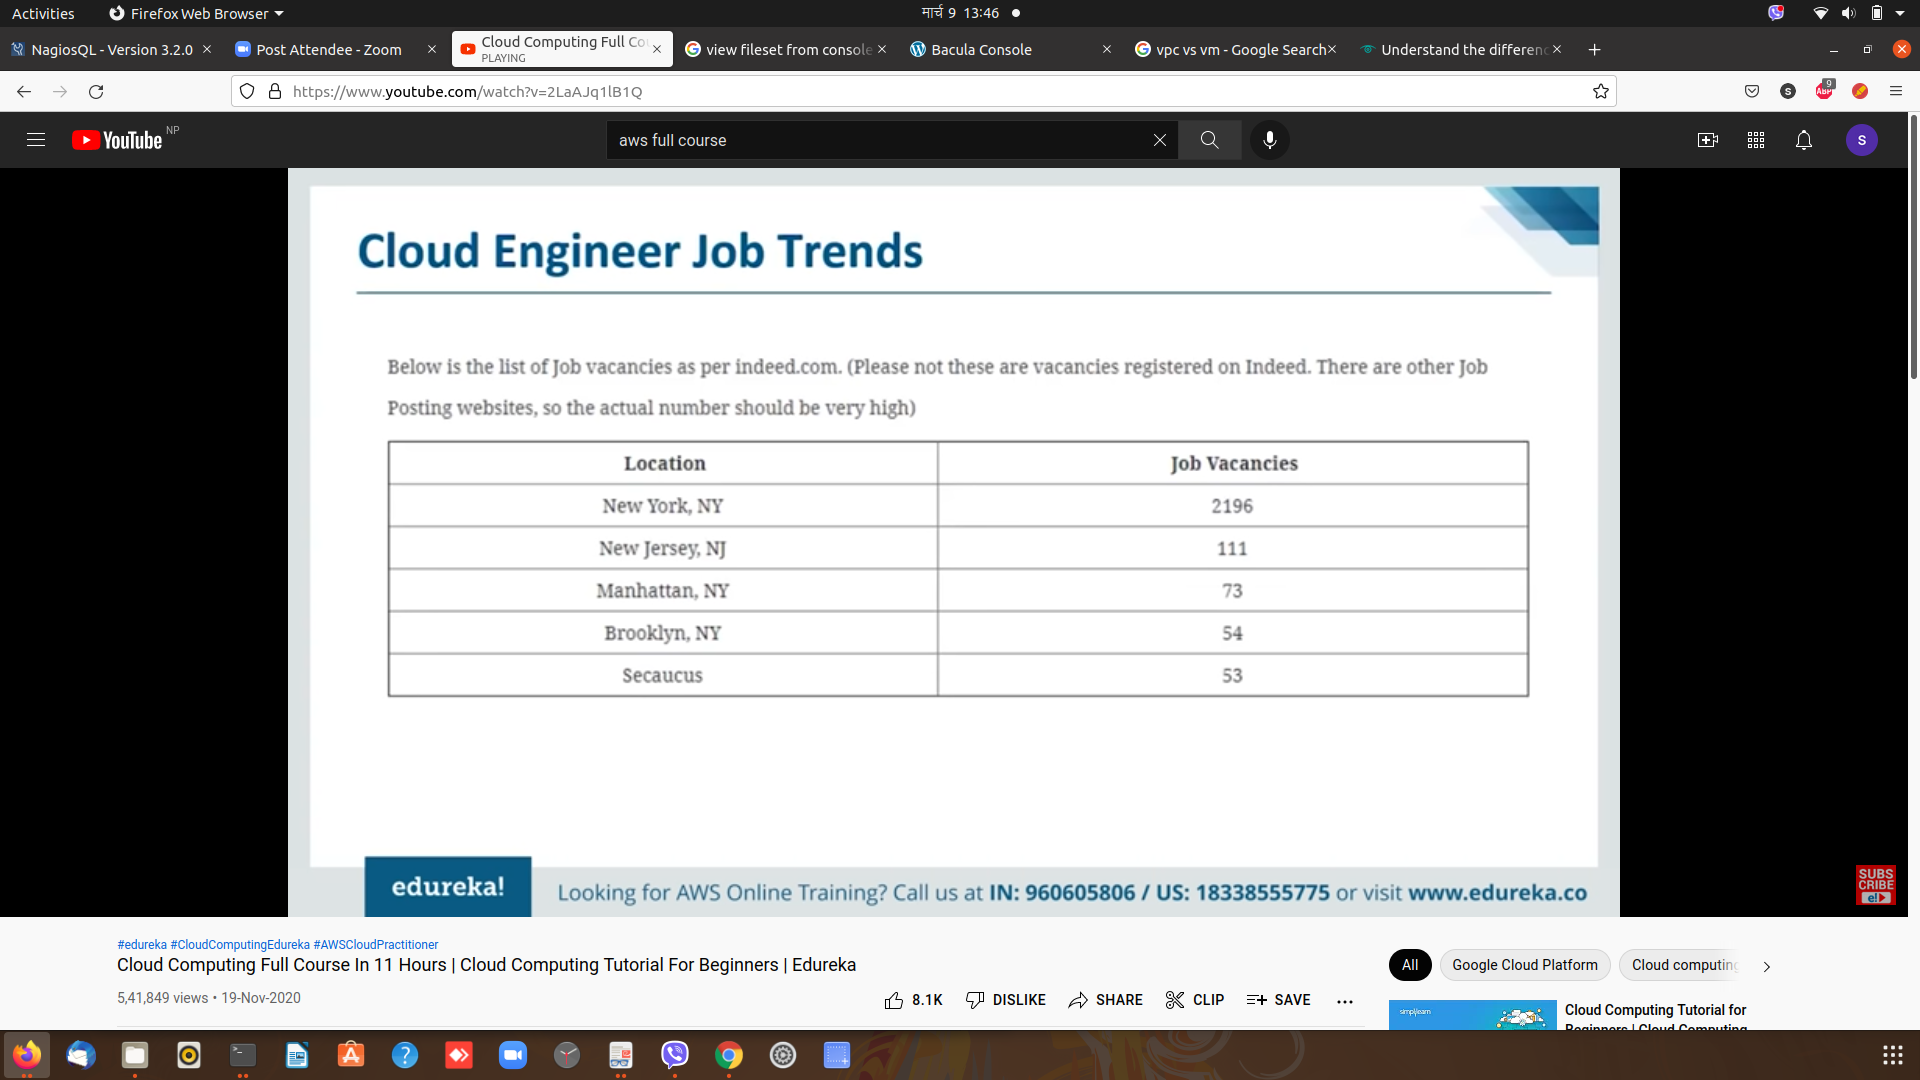 Activities
Firefox Web Browser
मार्च 9 13:46
NagiosQL - Version 3.2.0
Post Attendee - Zoom
Cloud Computing Full Co
PLAYING
view fileset from console
Bacula Console
vpc vs vm - Google Search
Understand the differenc
https://www.youtube.com/watch?v=2LaAJq1lB1Q
S
ABP
9
YouTube NP
aws full course
S
Cloud Engineer Job Trends
Below is the list of Job vacancies as per indeed.com. (Please not these are vacancies registered on Indeed. There are other Job
Posting websites, so the actual number should be very high)
Location Job Vacancies
New York, NY 2196
New Jersey, NJ 111
Manhattan, NY 73
Brooklyn, NY 54
Secaucus 53
edureka!
Looking for AWS Online Training? Call us at IN: 960605806 / US: 18338555775 or visit www.edureka.co
SUBS
CRIBE
e!
#edureka #CloudComputingEdureka #AWSCloudPractitioner
Cloud Computing Full Course In 11 Hours | Cloud Computing Tutorial For Beginners | Edureka
5,41,849 views • 19-Nov-2020
8.1K DISLIKE SHARE CLIP SAVE
All Google Cloud Platform Cloud computing
simplilearn
Cloud Computing Tutorial for
Beginners | Cloud Computing